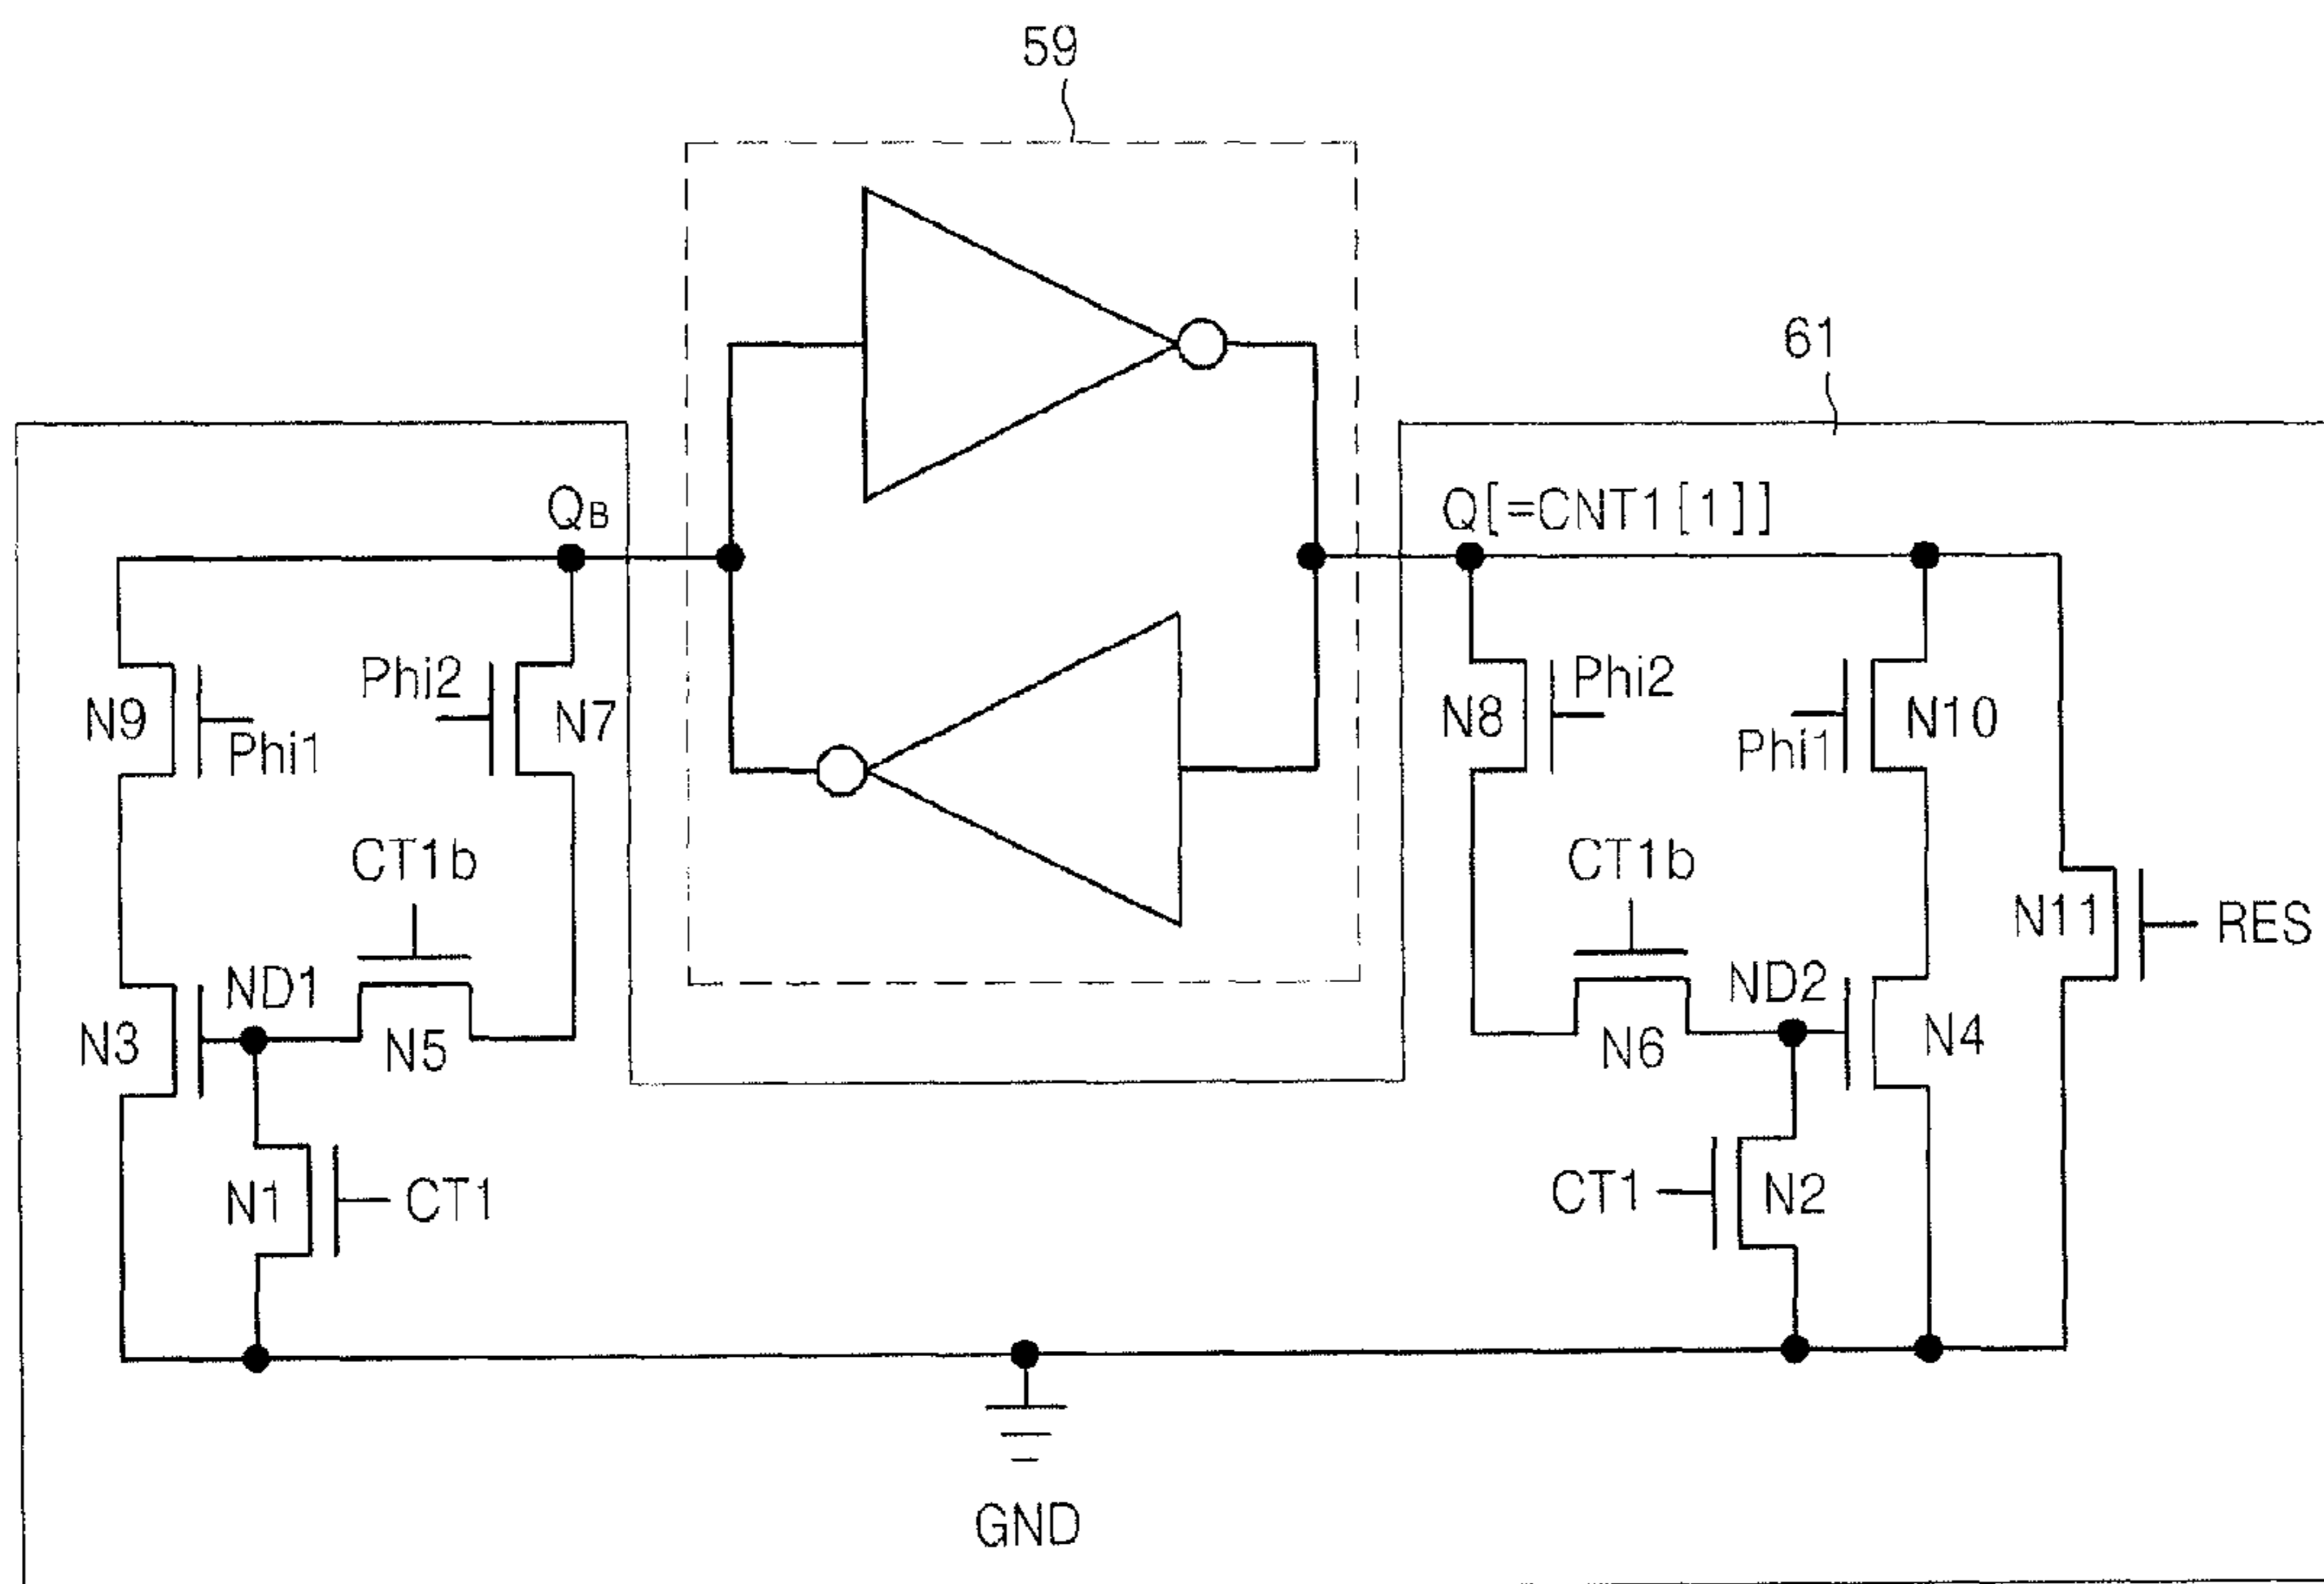 59
61
QB
Q[=CNT1[1]]
N9
Phi1
Phi2
N7
N8
Phi2
Phi1
N10
CT1b
CT1b
N11
RES
N3
ND1
N5
N6
ND2
N4
N1
CT1
CT1
N2
GND